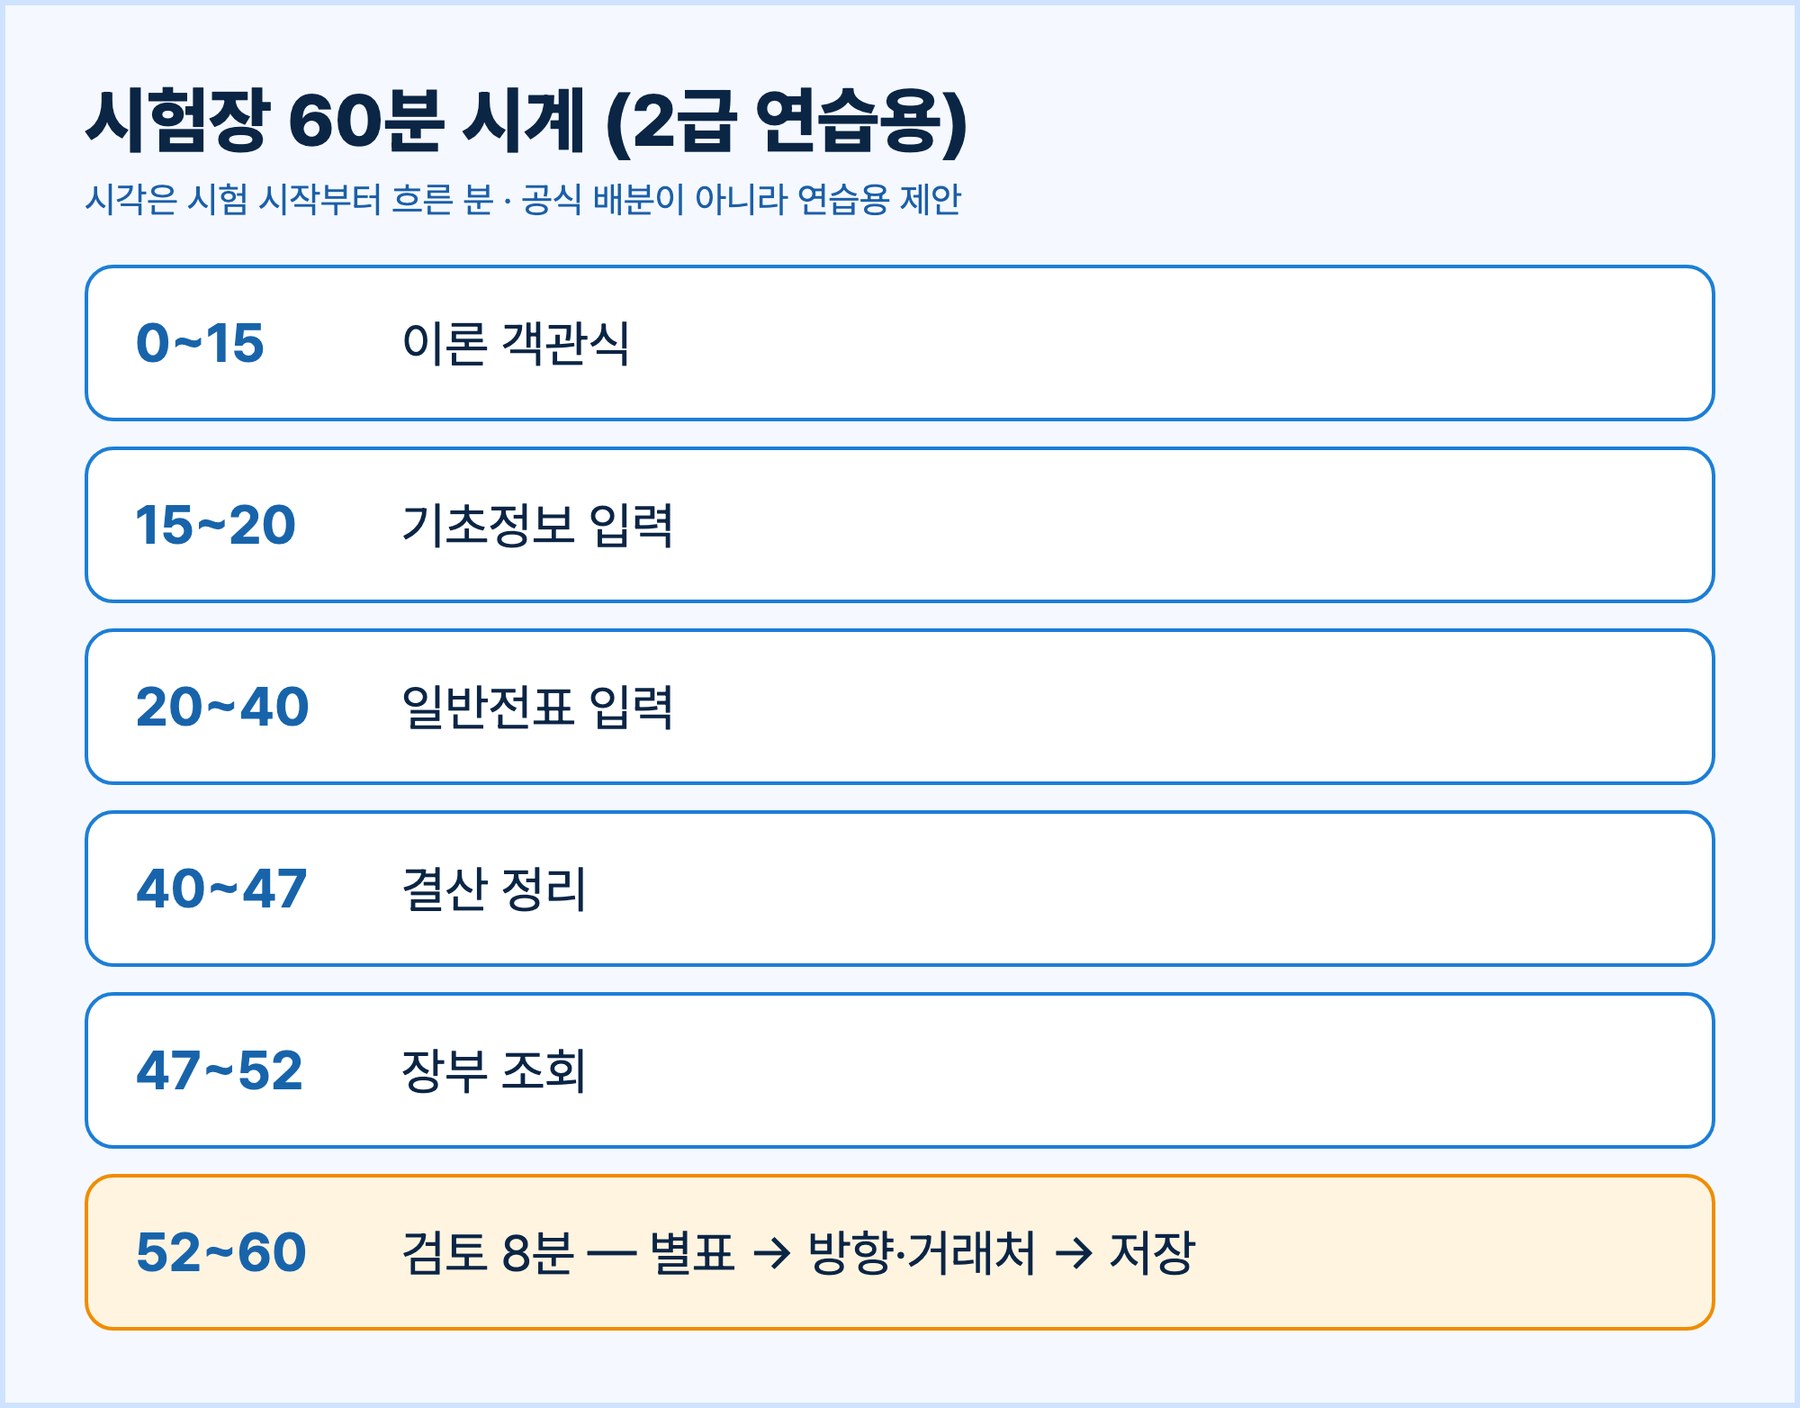 시험장 60분 시계 (2급 연습용)
시각은 시험 시작부터 흐른 분 · 공식 배분이 아니라 연습용 제안
0~15 이론 객관식
15~20 기초정보 입력
20~40 일반전표 입력
40~47 결산 정리
47~52 장부 조회
52~60 검토 8분 — 별표 → 방향·거래처 → 저장